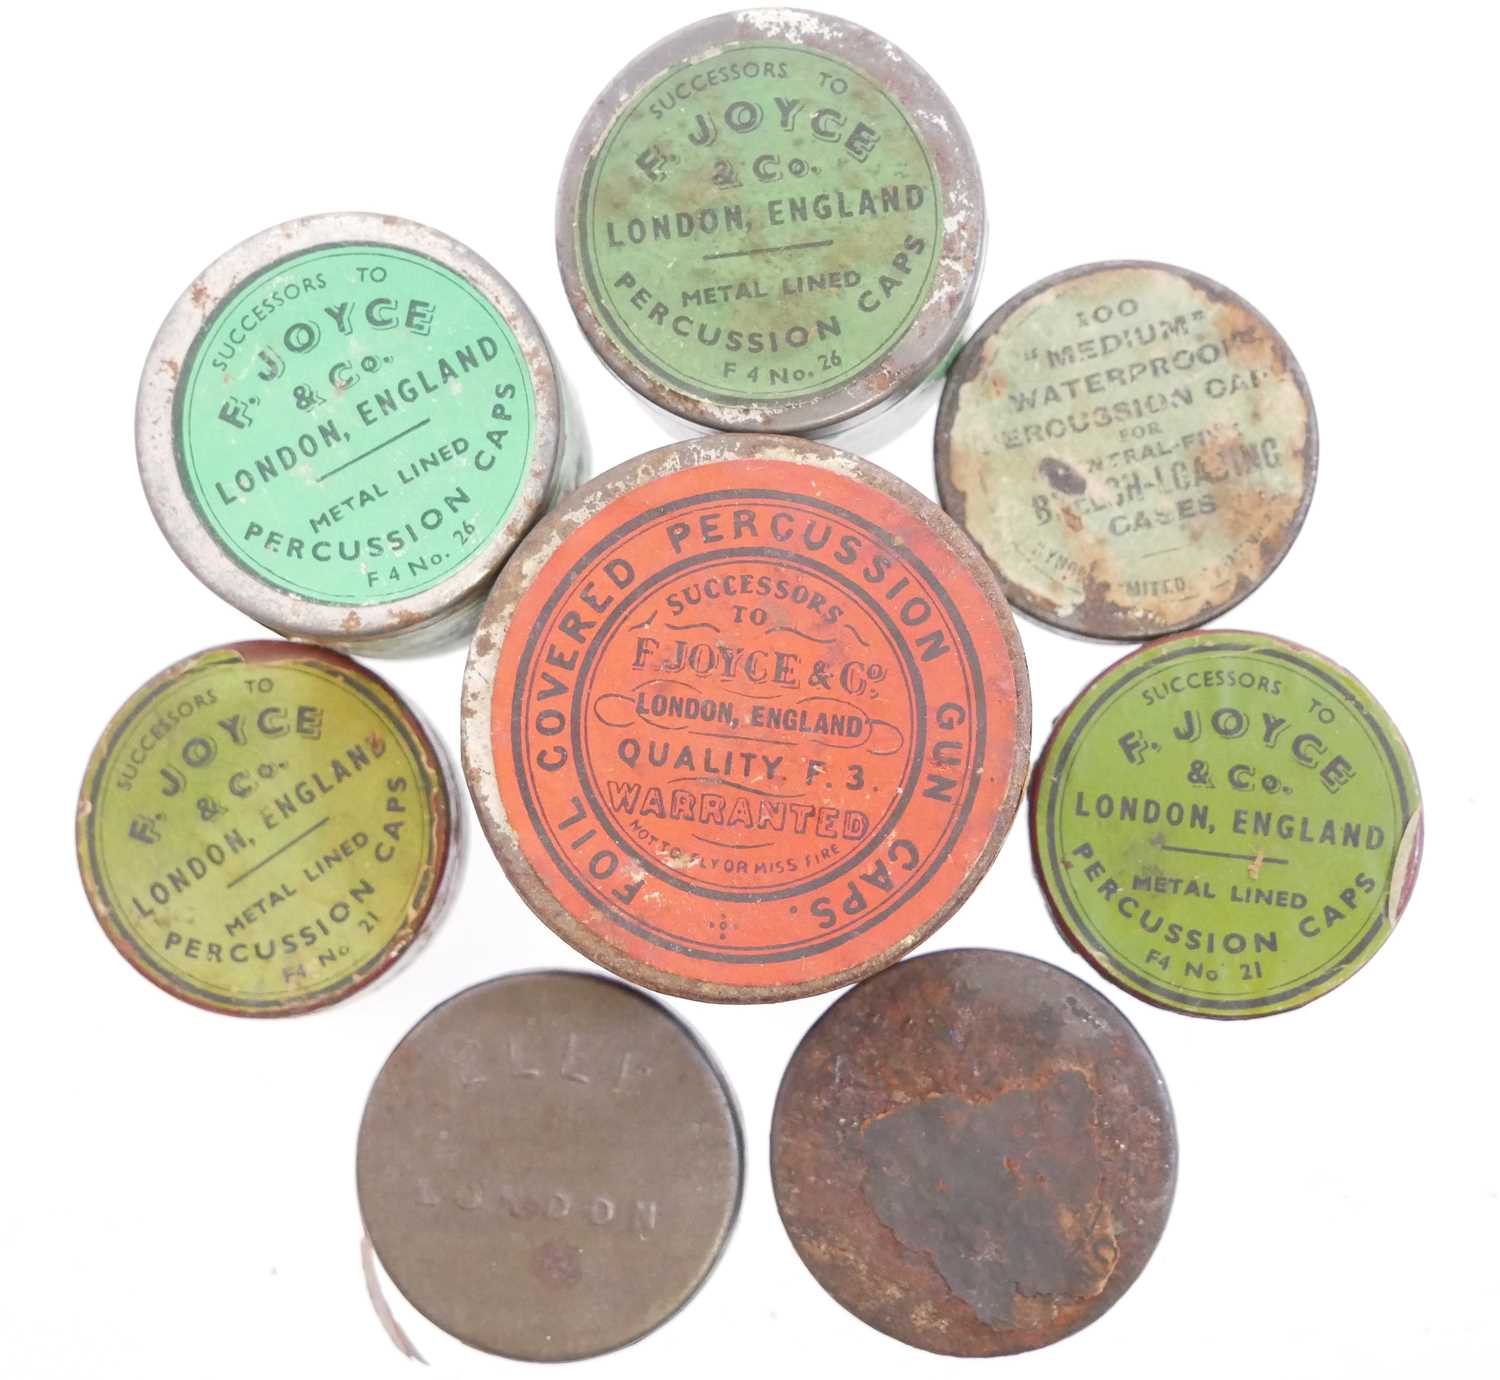 SUCCESSORS TO
F. JOYCE
& Co.
LONDON, ENGLAND
METAL LINED
PERCUSSION CAPS
F 4 No. 26
SUCCESSORS TO
F. JOYCE
& Co.
LONDON, ENGLAND
METAL LINED
PERCUSSION CAPS
F 4 No. 26
100
"MEDIUM"
WATERPROOF
FOR
CASES
FOIL COVERED PERCUSSION GUN CAPS.
SUCCESSORS
TO
F. JOYCE & Co.,
LONDON, ENGLAND
QUALITY. F. 3.
WARRANTED
NOT TO FLY OR MISS FIRE
SUCCESSORS TO
F. JOYCE
& Co.
LONDON, ENGLAND
METAL LINED
PERCUSSION CAPS
F4 No 21
SUCCESSORS TO
F. JOYCE
& Co.
LONDON, ENGLAND
METAL LINED
PERCUSSION CAPS
F4 No 21
LONDON